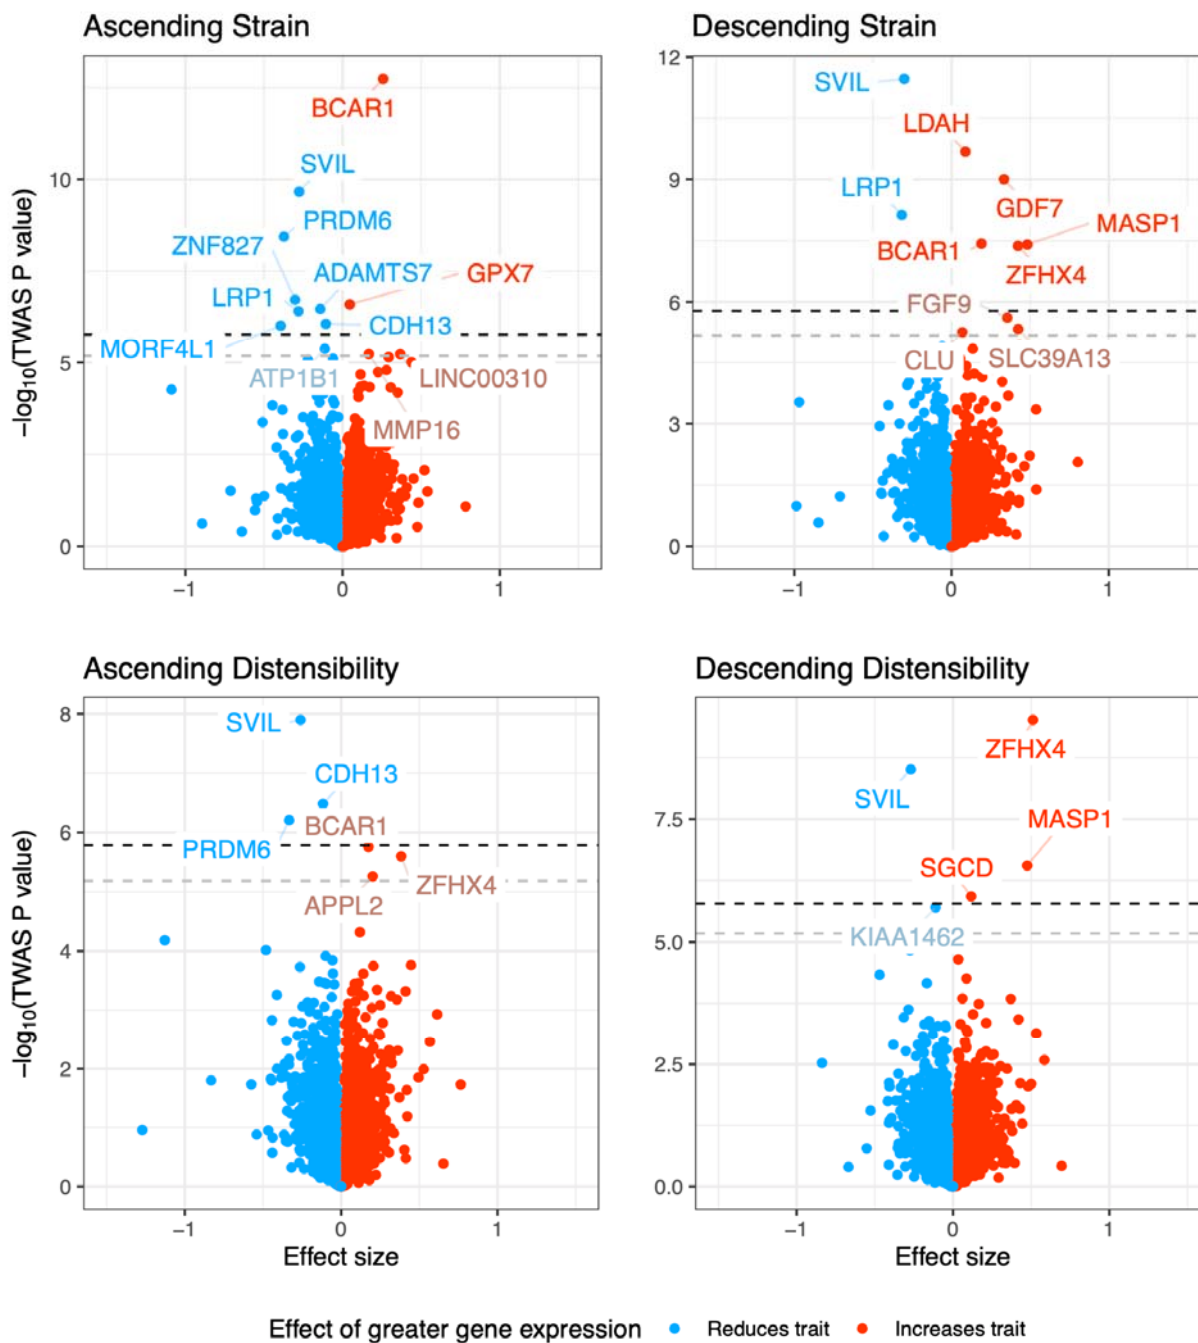 Ascending Strain
Descending Strain
−log10(TWAS P value)
10
5
0
BCAR1
SVIL
PRDM6
ZNF827
ADAMTS7
GPX7
LRP1
CDH13
MORF4L1
ATP1B1
LINC00310
MMP16
−1
0
1
12
9
6
3
0
SVIL
LDAH
LRP1
GDF7
MASP1
BCAR1
ZFHX4
FGF9
CLU
SLC39A13
−1
0
1
Ascending Distensibility
Descending Distensibility
−log10(TWAS P value)
8
6
4
2
0
SVIL
CDH13
BCAR1
PRDM6
ZFHX4
APPL2
−1
0
1
Effect size
7.5
5.0
2.5
0.0
ZFHX4
SVIL
MASP1
SGCD
KIAA1462
−1
0
1
Effect size
Effect of greater gene expression
Reduces trait
Increases trait